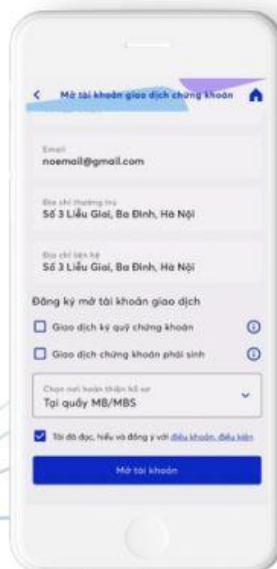 Mở tài khoản giao dịch chứng khoán
Email
noemail@gmail.com
Địa chỉ thường trú
Số 3 Liễu Giai, Ba Đình, Hà Nội
Địa chỉ liên hệ
Số 3 Liễu Giai, Ba Đình, Hà Nội
Đăng ký mở tài khoản giao dịch
Giao dịch ký quỹ chứng khoán
Giao dịch chứng khoán phái sinh
Chọn nơi hoàn thiện hồ sơ
Tại quầy MB/MBS
Tôi đã đọc, hiểu và đồng ý với điều khoản, điều kiện
Mở tài khoản